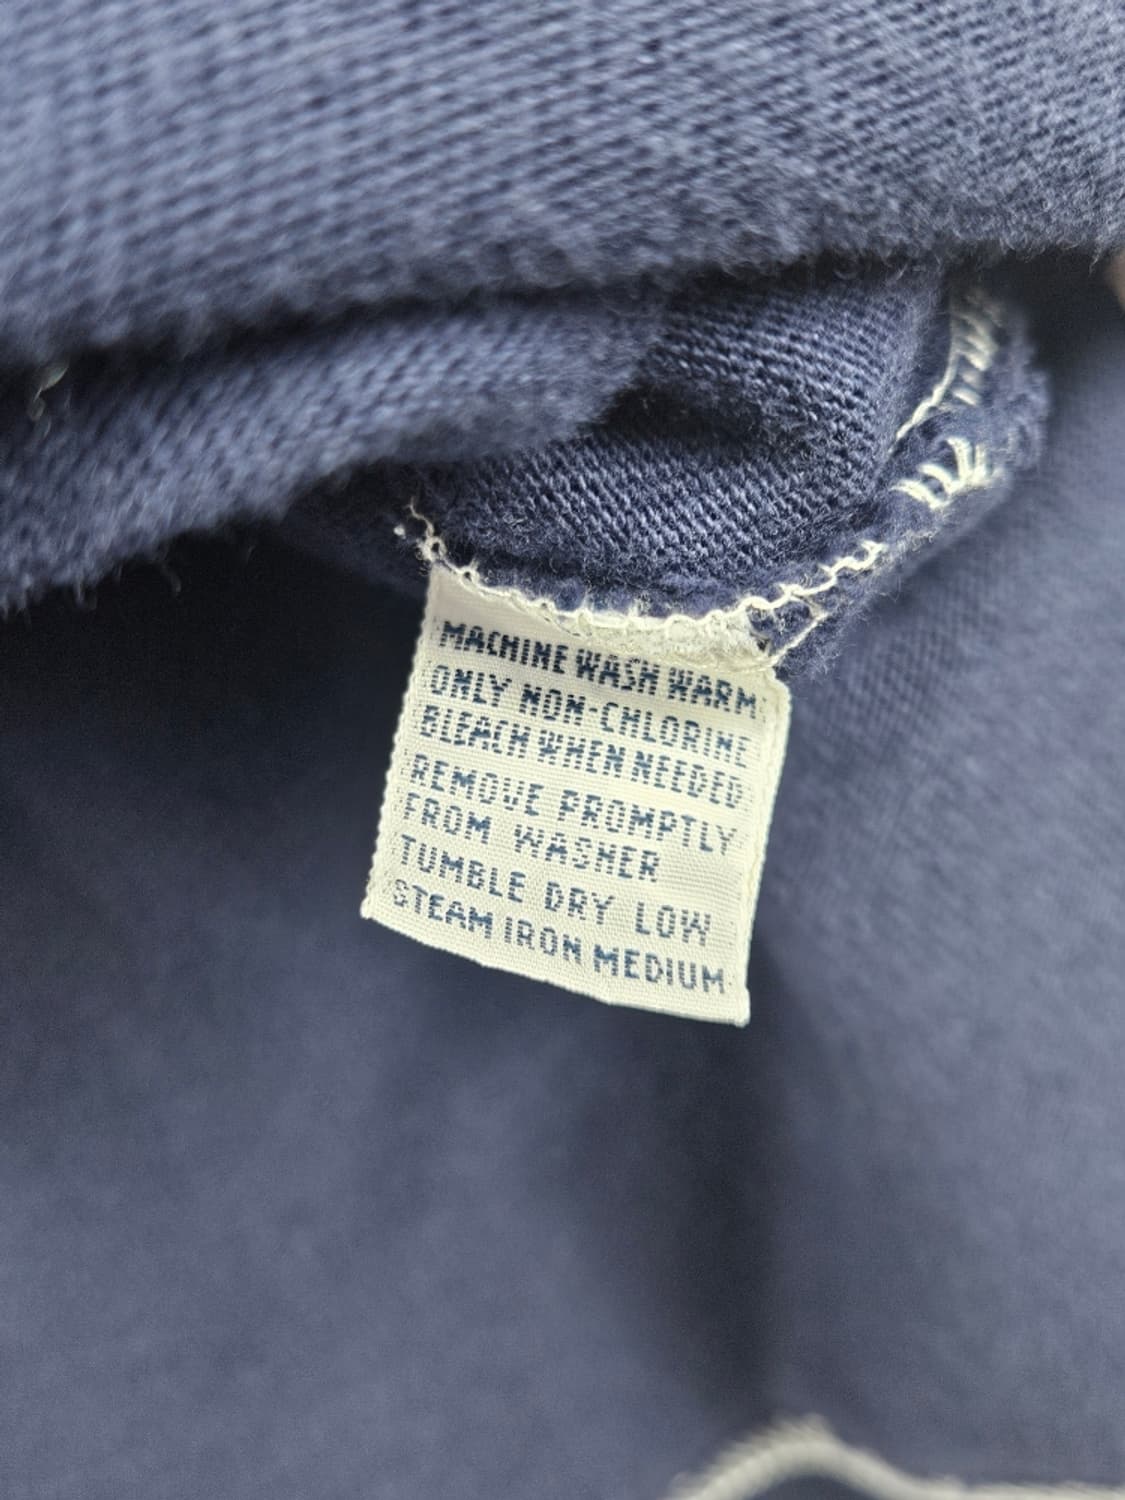 MACHINE WASH WARM
ONLY NON-CHLORINE
BLEACH WHEN NEEDED
REMOVE PROMPTLY
FROM WASHER
TUMBLE DRY LOW
STEAM IRON MEDIUM